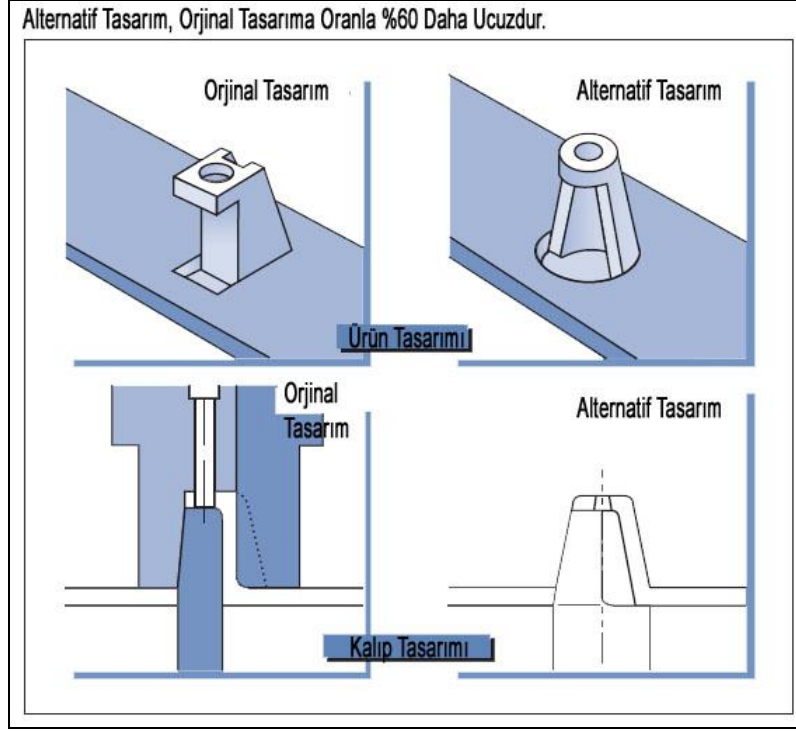 Alternatif Tasarım, Orjinal Tasarıma Oranla %60 Daha Ucuzdur.
Orjinal Tasarım
Alternatif Tasarım
Ürün Tasarımı
Orjinal
Tasarım
Alternatif Tasarım
Kalıp Tasarımı